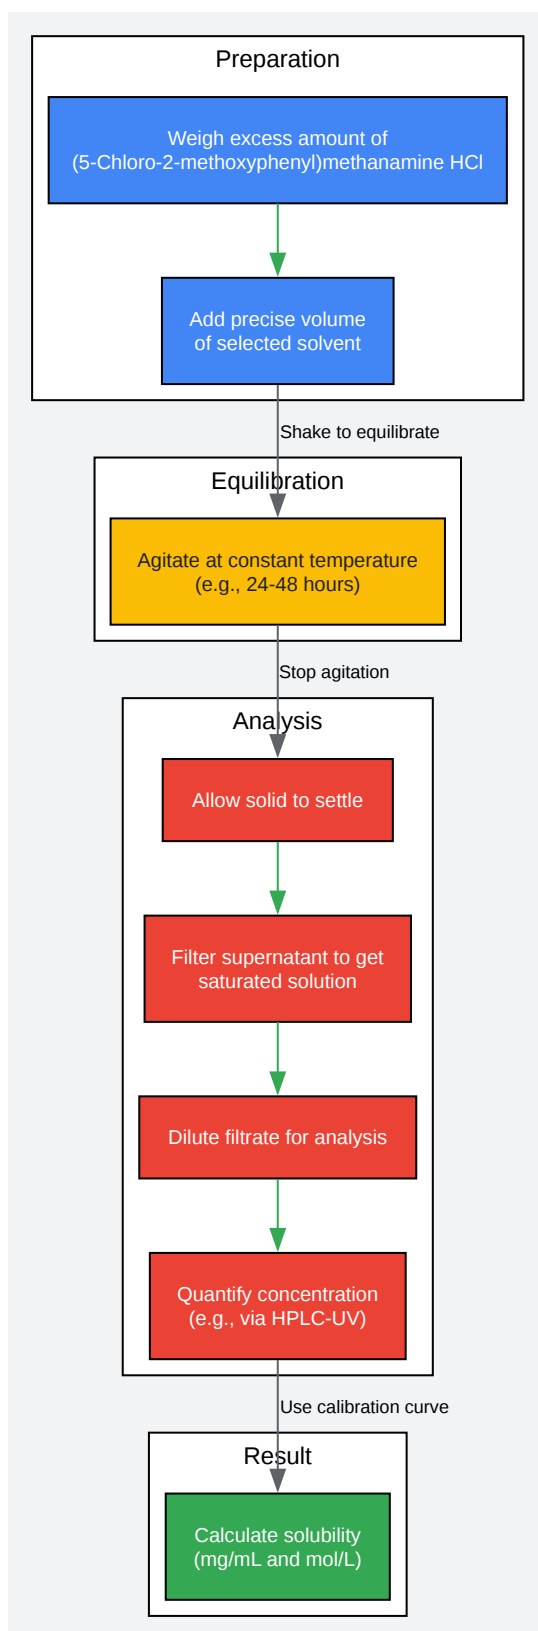 Preparation
Weigh excess amount of
(5-Chloro-2-methoxyphenyl)methanamine HCl
Add precise volume
of selected solvent
Shake to equilibrate
Equilibration
Agitate at constant temperature
(e.g., 24-48 hours)
Stop agitation
Analysis
Allow solid to settle
Filter supernatant to get
saturated solution
Dilute filtrate for analysis
Quantify concentration
(e.g., via HPLC-UV)
Use calibration curve
Result
Calculate solubility
(mg/mL and mol/L)